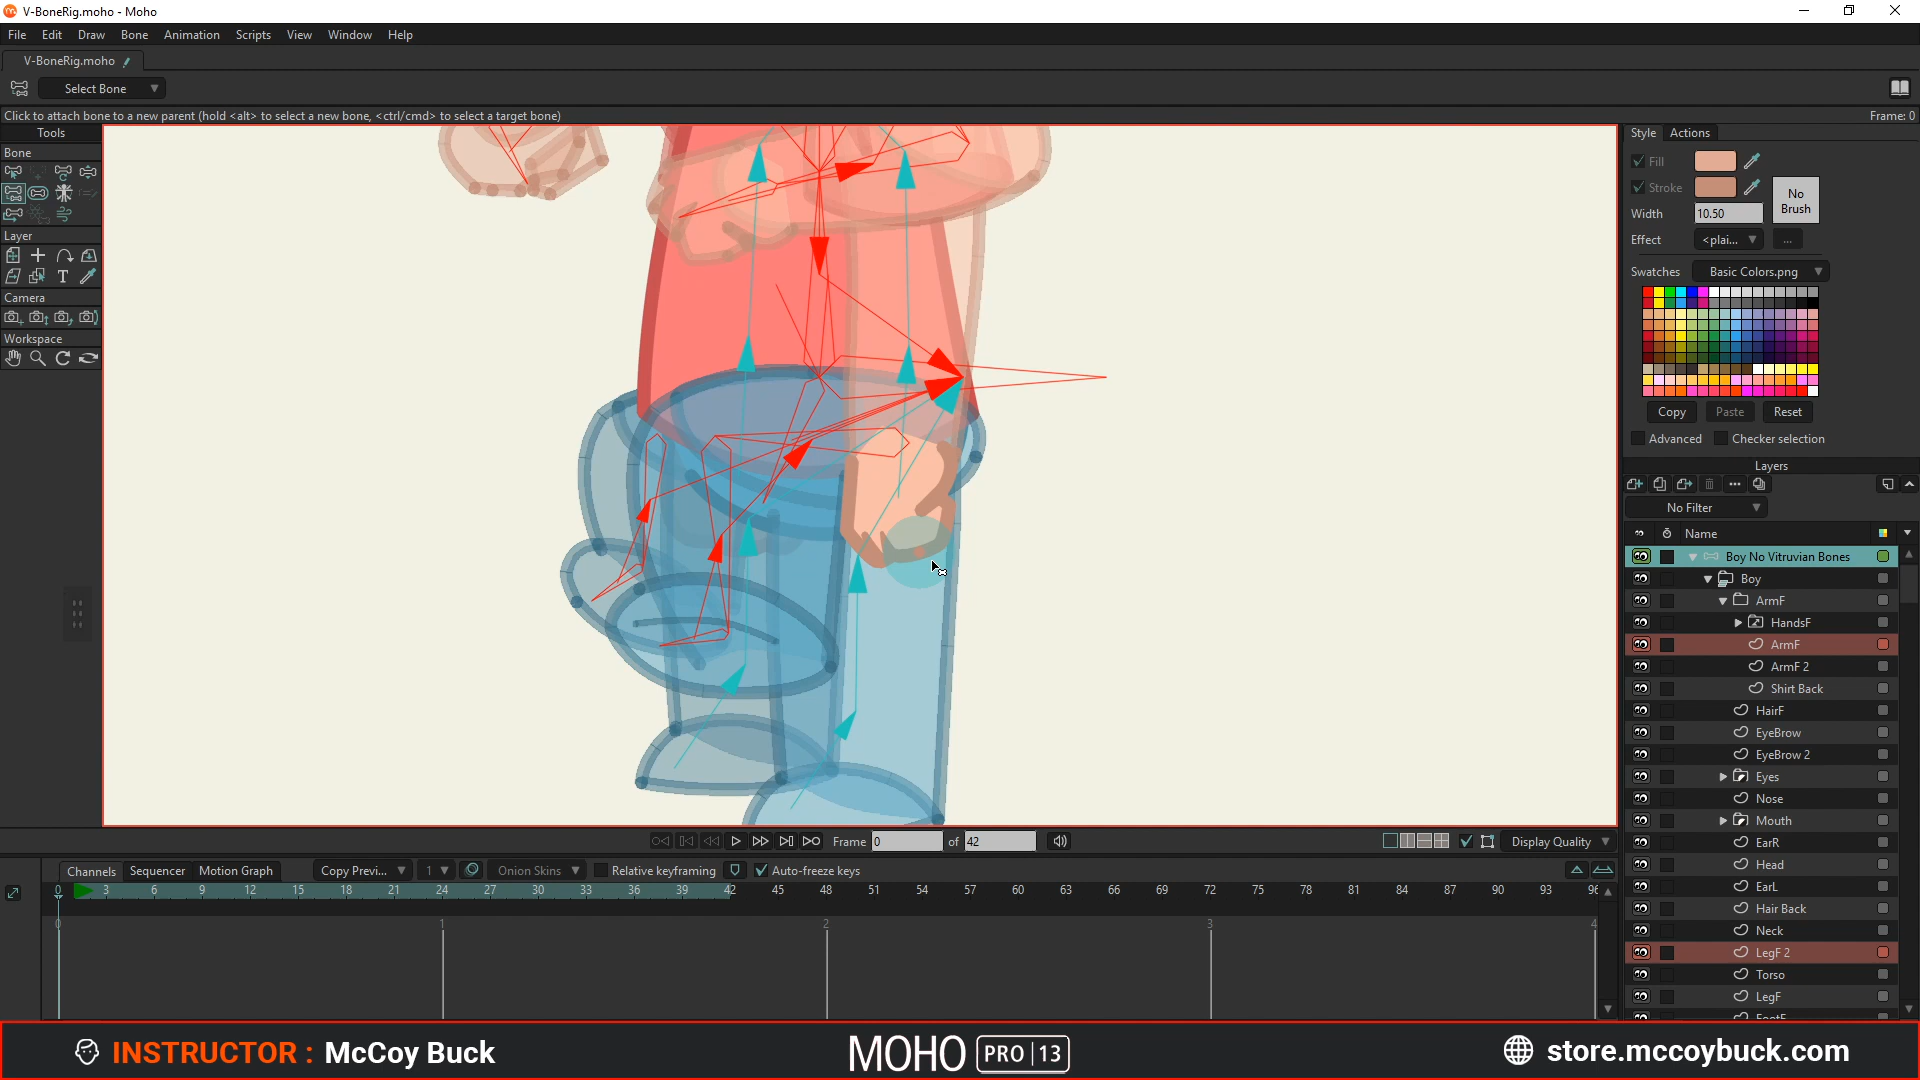 V-BoneRig.moho - Moho
File Edit Draw Bone Animation Scripts View Window Help
V-BoneRig.moho
Select Bone
Click to attach bone to a new parent (hold <alt> to select a new bone, <ctrl/cmd> to select a target bone)
Frame: 0
Tools
Bone
Layer
Camera
Workspace
Style Actions
Fill
Stroke
No Brush
Width 10.50
Effect <plai... ...
Swatches Basic Colors.png
Copy Paste Reset
Advanced Checker selection
Layers
No Filter
Name
Boy No Vitruvian Bones
Boy
ArmF
HandsF
ArmF
ArmF 2
Shirt Back
HairF
EyeBrow
EyeBrow 2
Eyes
Nose
Mouth
EarR
Head
EarL
Hair Back
Neck
LegF 2
Torso
LegF
FootF
Frame 0 of 42
Display Quality
Channels Sequencer Motion Graph Copy Previ... 1 Onion Skins Relative keyframing Auto-freeze keys
0 3 6 9 12 15 18 21 24 27 30 33 36 39 42 45 48 51 54 57 60 63 66 69 72 75 78 81 84 87 90 93 96
0 1 2 3 4
INSTRUCTOR : McCoy Buck
MOHO PRO 13
store.mccoybuck.com